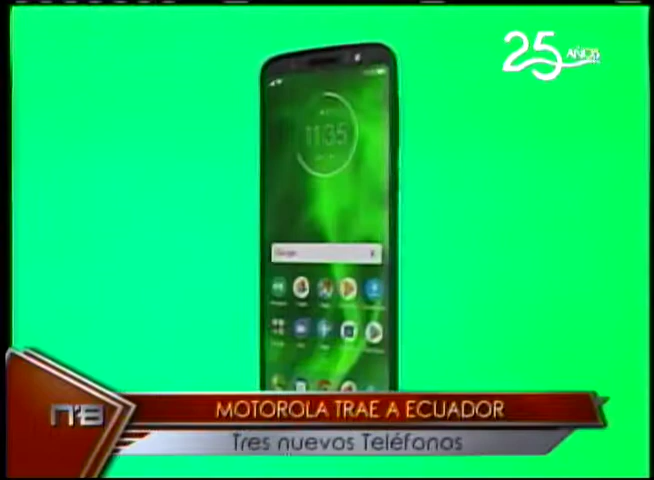 25 AÑOS
11:35
Google
MOTOROLA TRAE A ECUADOR
Tres nuevos Teléfonos